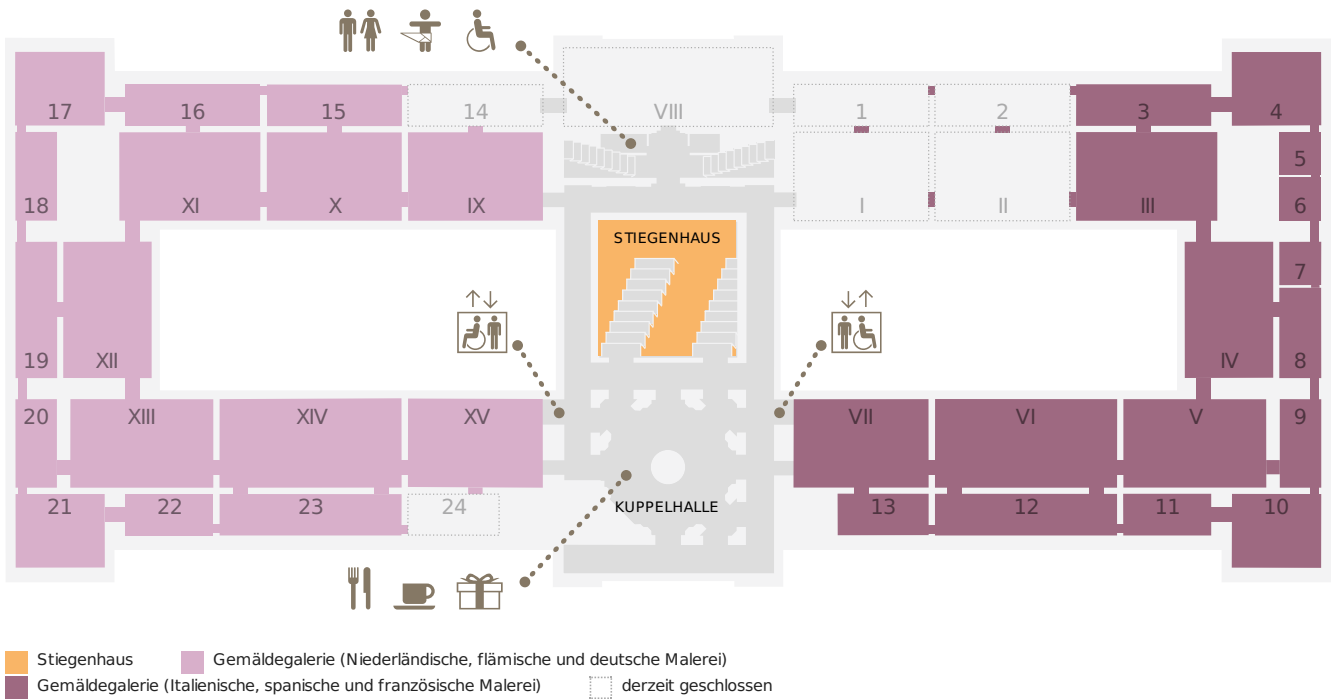 17 16 15 14 VIII 1 2 3 4
5
18 XI X IX I II III 6
STIEGENHAUS
7
19 XII IV 8
20 XIII XIV XV VII VI V 9
21 22 23 24 KUPPELHALLE 13 12 11 10
Stiegenhaus Gemäldegalerie (Niederländische, flämische und deutsche Malerei)
Gemäldegalerie (Italienische, spanische und französische Malerei) derzeit geschlossen